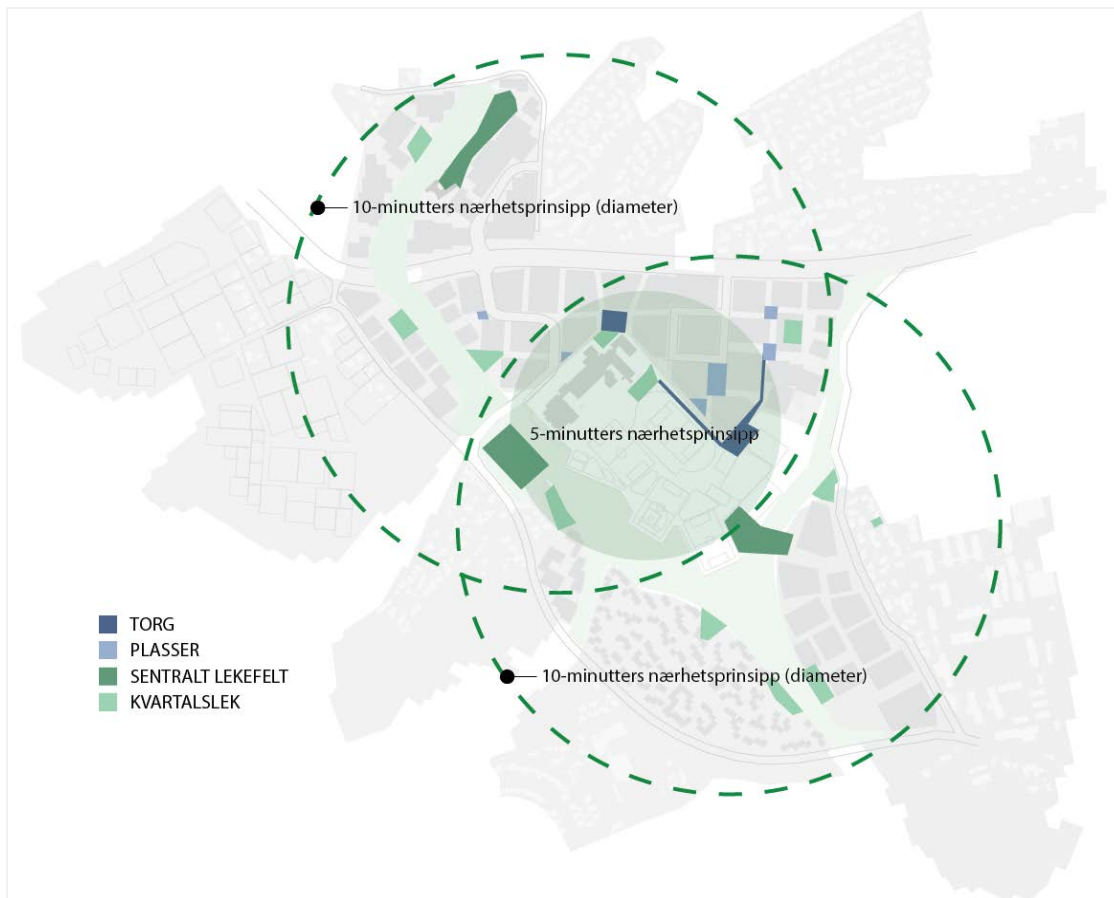 10-minutters nærhetsprinsipp (diameter)
5-minutters nærhetsprinsipp
10-minutters nærhetsprinsipp (diameter)
TORG
PLASSER
SENTRALT LEKEFELT
KVARTALSLEK